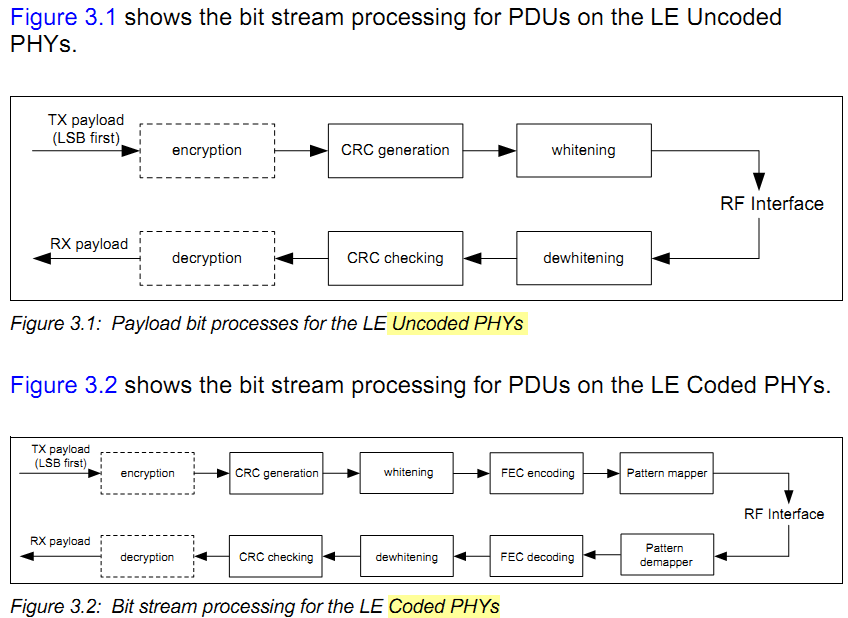 Figure 3.1 shows the bit stream processing for PDUs on the LE Uncoded
PHYs.
TX payload
(LSB first)
encryption
CRC generation
whitening
RF Interface
RX payload
decryption
CRC checking
dewhitening
Figure 3.1: Payload bit processes for the LE Uncoded PHYs
Figure 3.2 shows the bit stream processing for PDUs on the LE Coded PHYs.
TX payload
(LSB first)
encryption
CRC generation
whitening
FEC encoding
Pattern mapper
RF Interface
RX payload
decryption
CRC checking
dewhitening
FEC decoding
Pattern
demapper
Figure 3.2: Bit stream processing for the LE Coded PHYs